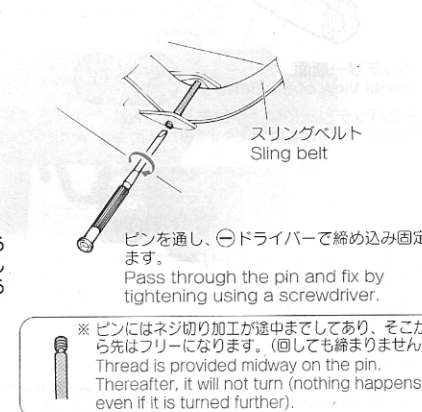 スリングベルト
Sling belt
ピンを通し、⊖ドライバーで締め込み固定
ます。
Pass through the pin and fix by
tightening using a screwdriver.
※ ピンにはネジ切り加工が途中までしてあり、そこか
ら先はフリーになります。(回しても締まりません
Thread is provided midway on the pin.
Thereafter, it will not turn (nothing happens
even if it is turned further).